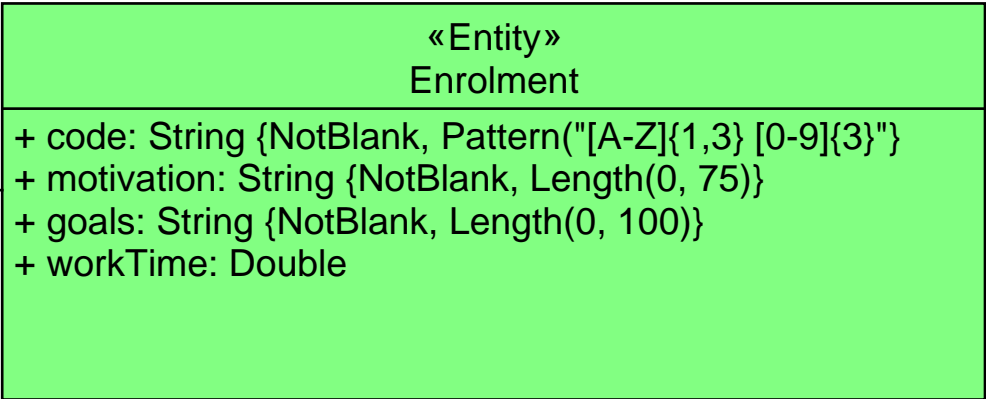 «Entity»
Enrolment
+ code: String {NotBlank, Pattern("[A-Z]{1,3} [0-9]{3}"}
+ motivation: String {NotBlank, Length(0, 75)}
+ goals: String {NotBlank, Length(0, 100)}
+ workTime: Double